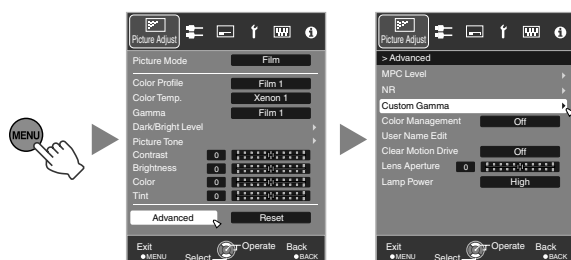 MENU
Picture Adjust
Picture Mode Film
Color Profile Film 1
Color Temp. Xenon 1
Gamma Film 1
Dark/Bright Level
Picture Tone
Contrast 0
Brightness 0
Color 0
Tint 0
Advanced Reset
Exit Operate Back
MENU Select BACK
Picture Adjust
> Advanced
MPC Level
NR
Custom Gamma
Color Management Off
User Name Edit
Clear Motion Drive Off
Lens Aperture 0
Lamp Power High
Exit Operate Back
MENU Select BACK